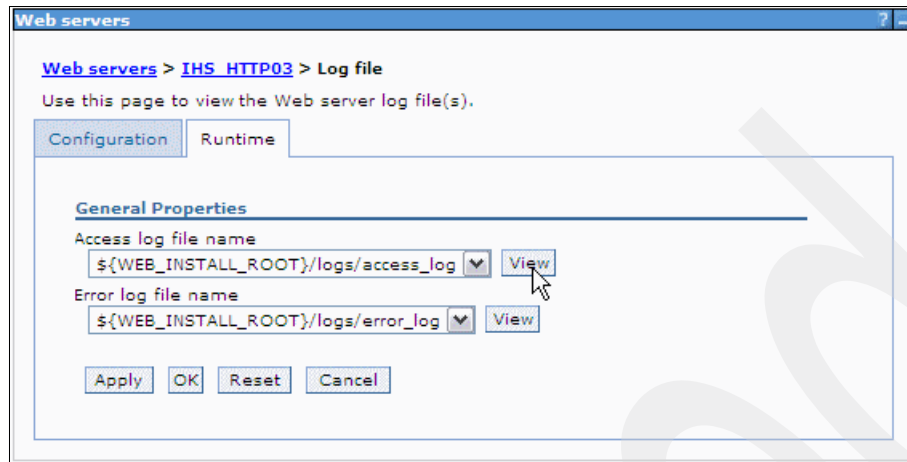 Web servers ? –
Web servers > IHS_HTTP03 > Log file
Use this page to view the Web server log file(s).
Configuration Runtime
General Properties
Access log file name
${WEB_INSTALL_ROOT}/logs/access_log View
Error log file name
${WEB_INSTALL_ROOT}/logs/error_log View
Apply OK Reset Cancel